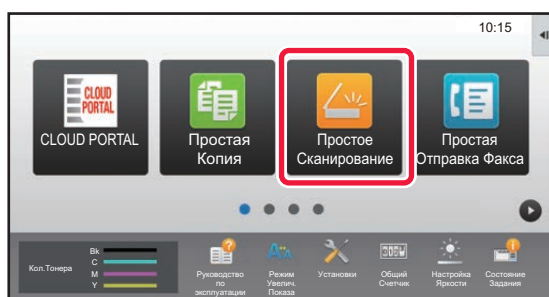 10:15
CLOUD
PORTAL
CLOUD PORTAL
Простая
Копия
Простое
Сканирование
Простая
Отправка Факса
Кол.Тонера
Bk
C
M
Y
Руководство
по
эксплуатации
Режим
Увелич.
Показа
Установки
Общий
Счетчик
Настройка
Яркости
Состояние
Задания